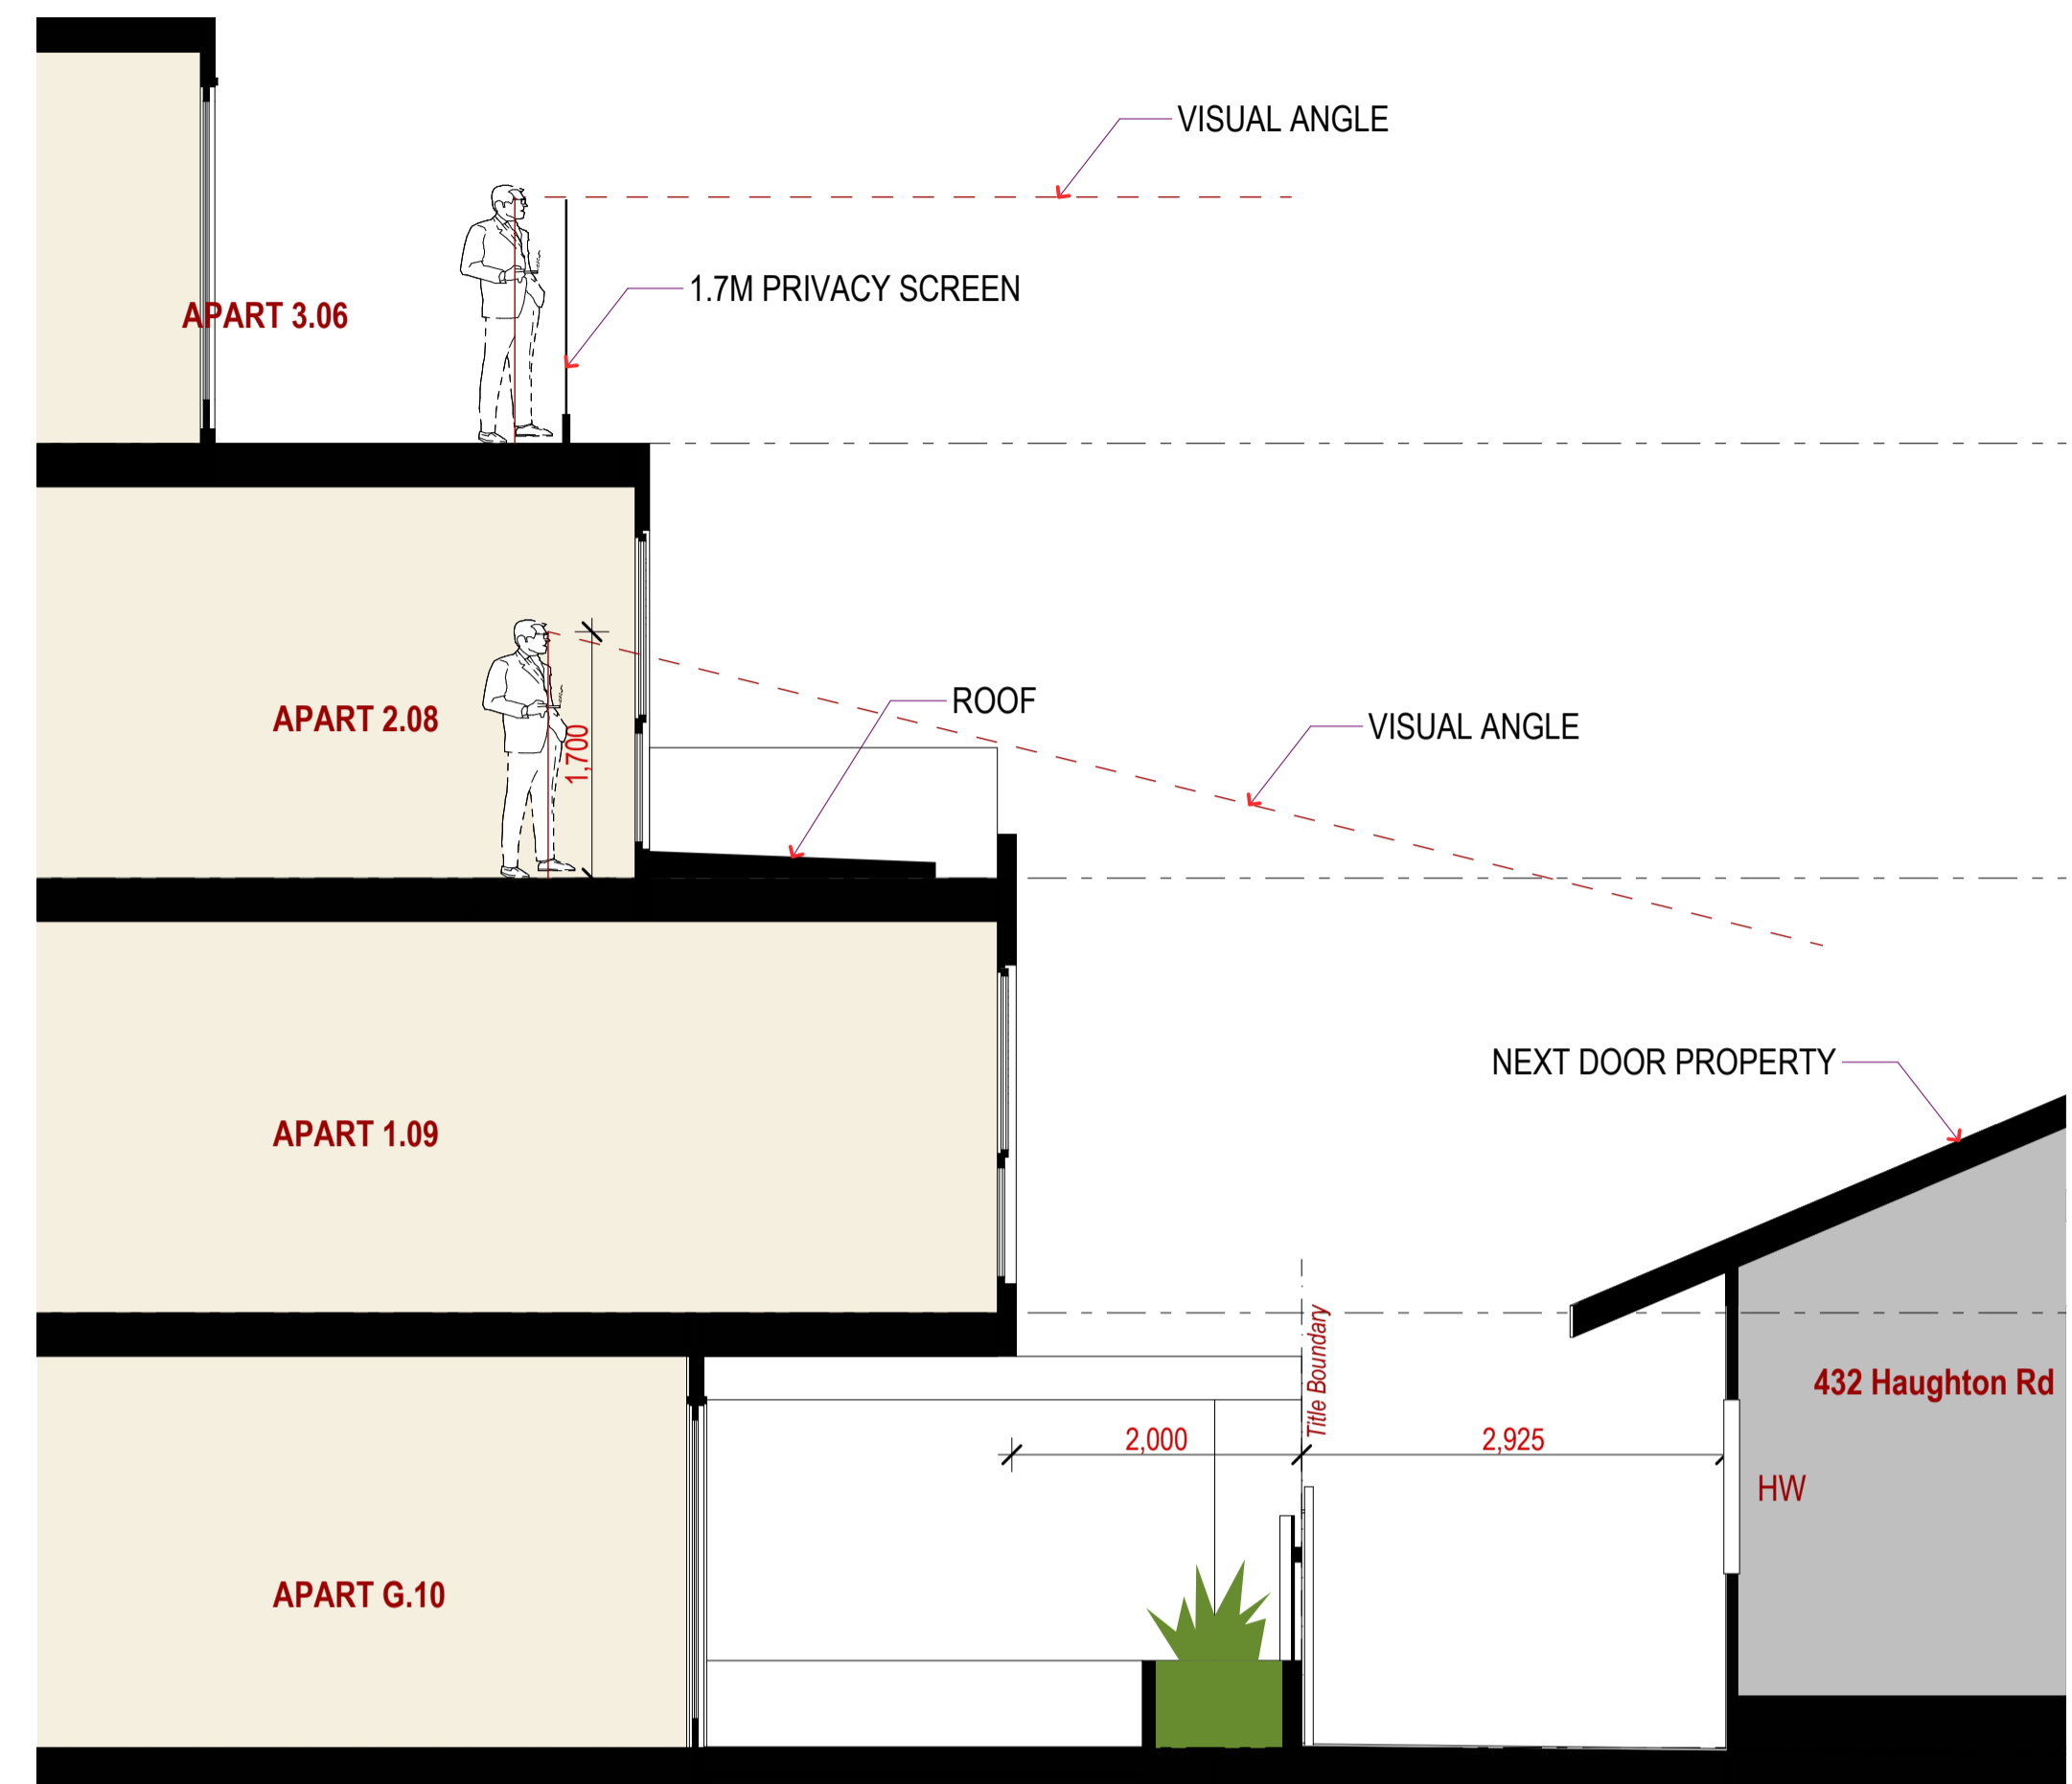 VISUAL ANGLE
1.7M PRIVACY SCREEN
APART 3.06
ROOF
APART 2.08
VISUAL ANGLE
1,700
NEXT DOOR PROPERTY
APART 1.09
Title Boundary
432 Haughton Rd
2,000
2,925
HW
APART G.10